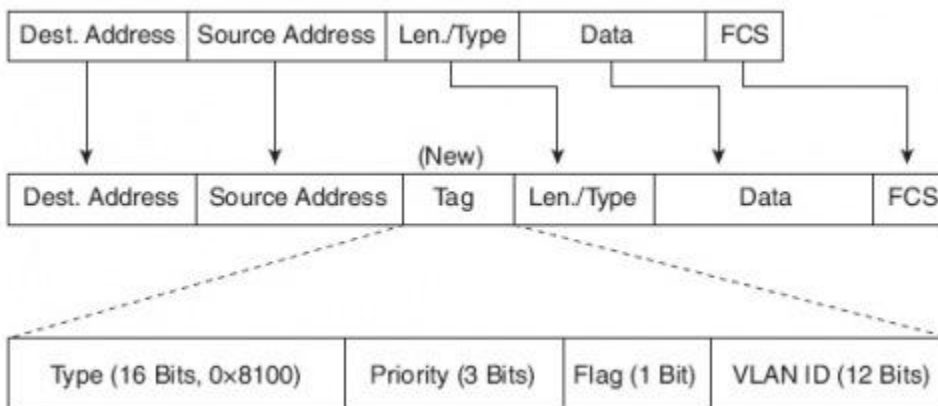 Dest. Address Source Address Len./Type Data FCS
(New)
Dest. Address Source Address Tag Len./Type Data FCS
Type (16 Bits, 0×8100) Priority (3 Bits) Flag (1 Bit) VLAN ID (12 Bits)